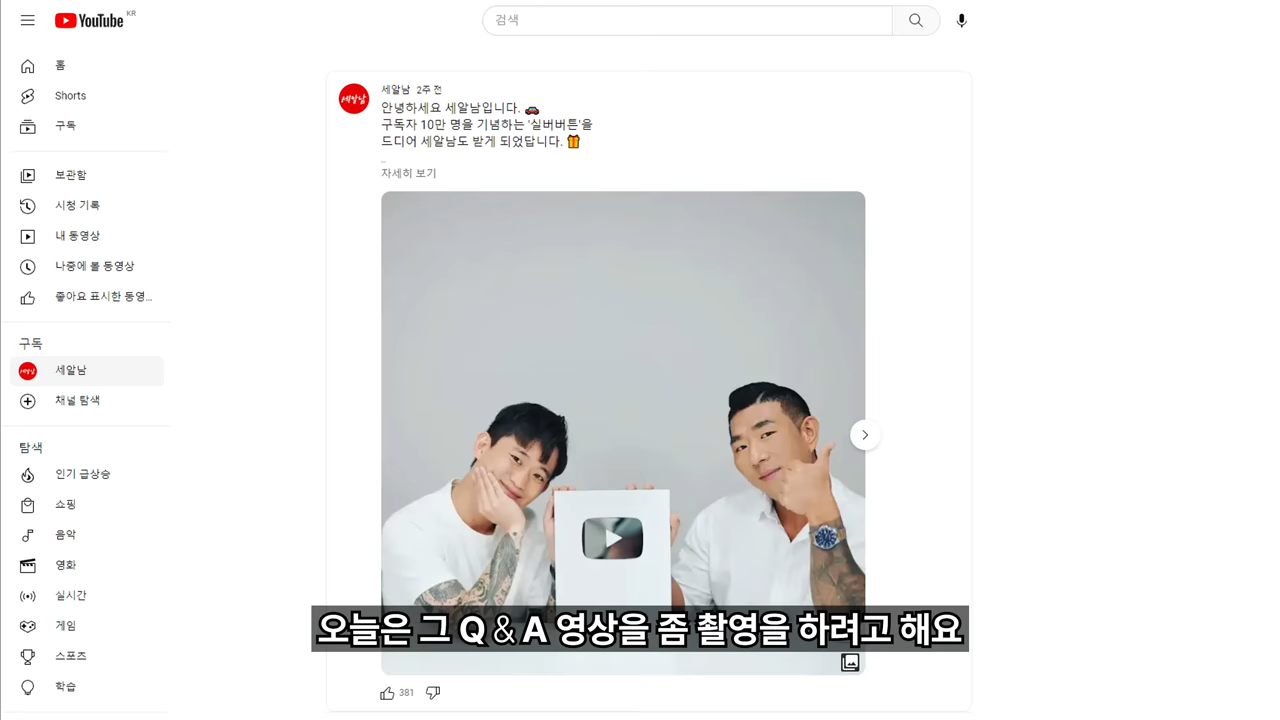 YouTube KR
검색
홈
Shorts
구독
보관함
시청 기록
내 동영상
나중에 볼 동영상
좋아요 표시한 동영...
구독
세알남
세알남
채널 탐색
탐색
인기 급상승
쇼핑
음악
영화
실시간
게임
스포즈
학습
세알남
세알남 2주 전
안녕하세요 세알남입니다.
구독자 10만 명을 기념하는 '실버버튼'을
드디어 세알남도 받게 되었답니다.
..
자세히 보기
오늘은 그 Q & A 영상을 좀 촬영을 하려고 해요
381